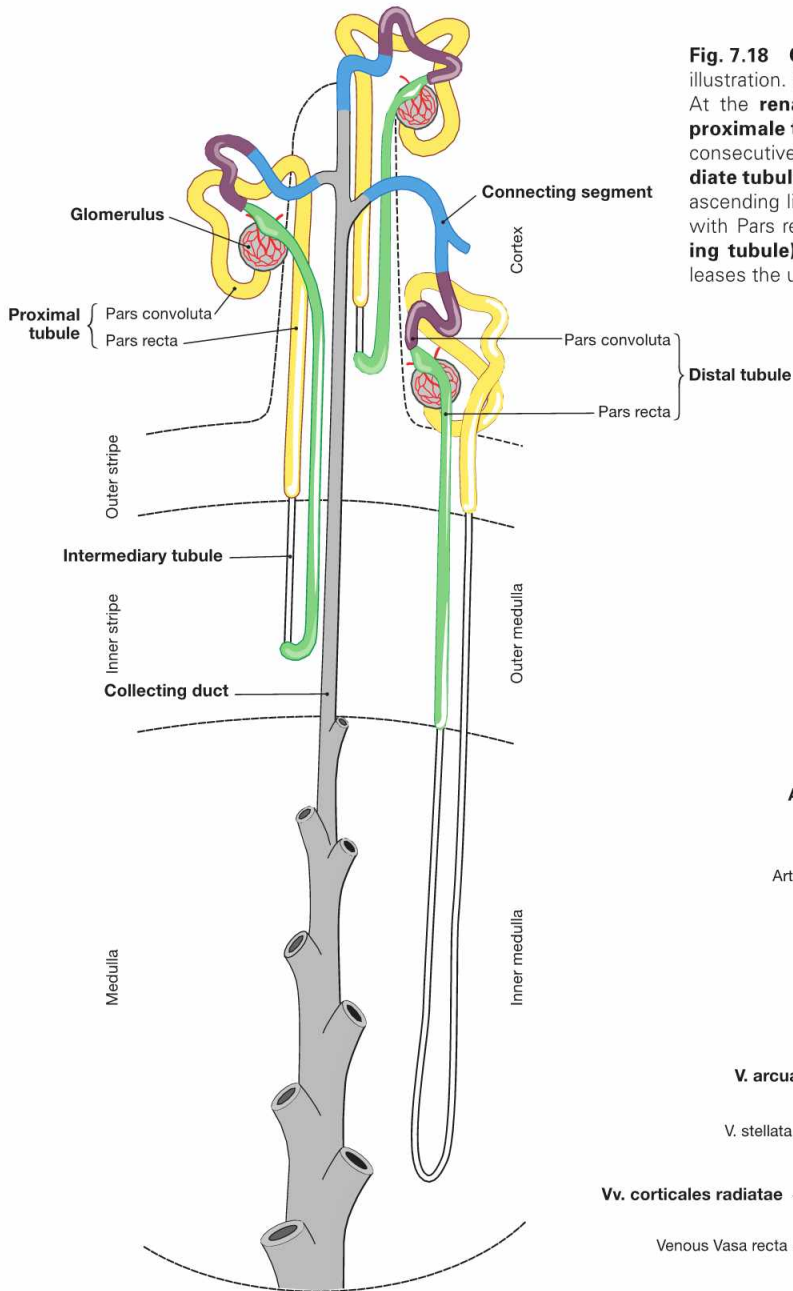 Fig. 7.18
illustration.
At the rena
proximale t
consecutive
diate tubul
ascending li
with Pars re
ing tubule)
leases the u
Connecting segment
Glomerulus
Cortex
Proximal
tubule
Pars convoluta
Pars recta
Pars convoluta
Distal tubule
Pars recta
Outer stripe
Intermediary tubule
Inner stripe
Outer medulla
Collecting duct
A
Art
Medulla
Inner medulla
V. arcua
V. stellata
Vv. corticales radiatae
Venous Vasa recta